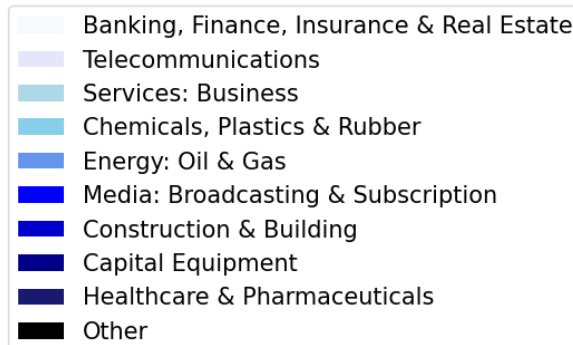 Banking, Finance, Insurance & Real Estate
Telecommunications
Services: Business
Chemicals, Plastics & Rubber
Energy: Oil & Gas
Media: Broadcasting & Subscription
Construction & Building
Capital Equipment
Healthcare & Pharmaceuticals
Other